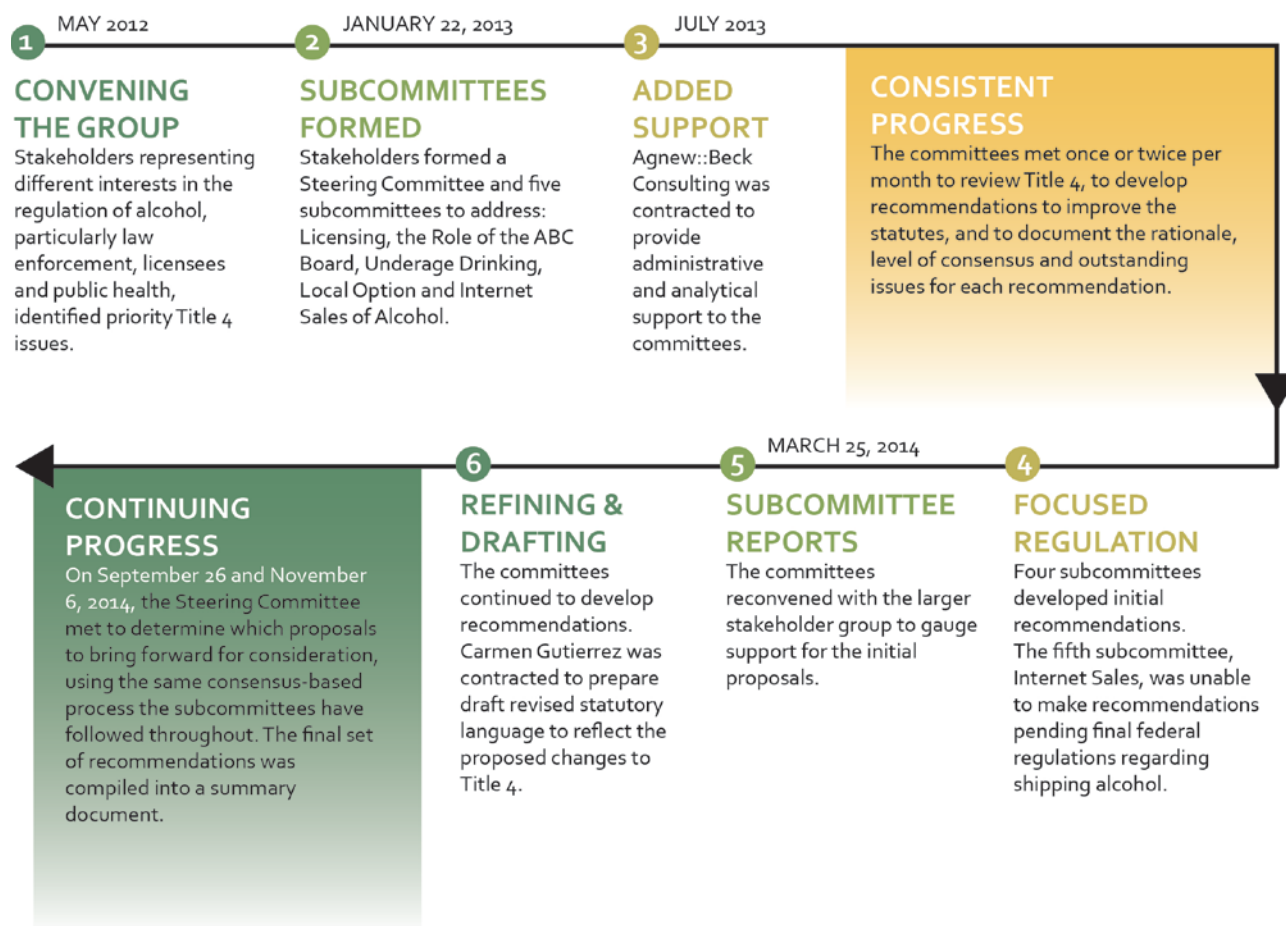 1
MAY 2012
CONVENING
THE GROUP
Stakeholders representing
different interests in the
regulation of alcohol,
particularly law
enforcement, licensees
and public health,
identified priority Title 4
issues.
2
JANUARY 22, 2013
SUBCOMMITTEES
FORMED
Stakeholders formed a
Steering Committee and five
subcommittees to address:
Licensing, the Role of the ABC
Board, Underage Drinking,
Local Option and Internet
Sales of Alcohol.
3
JULY 2013
ADDED
SUPPORT
Agnew::Beck
Consulting was
contracted to
provide
administrative
and analytical
support to the
committees.
CONSISTENT
PROGRESS
The committees met once or twice per
month to review Title 4, to develop
recommendations to improve the
statutes, and to document the rationale,
level of consensus and outstanding
issues for each recommendation.
4
FOCUSED
REGULATION
Four subcommittees
developed initial
recommendations.
The fifth subcommittee,
Internet Sales, was unable
to make recommendations
pending final federal
regulations regarding
shipping alcohol.
5
MARCH 25, 2014
SUBCOMMITTEE
REPORTS
The committees
reconvened with the larger
stakeholder group to gauge
support for the initial
proposals.
6
REFINING &
DRAFTING
The committees
continued to develop
recommendations.
Carmen Gutierrez was
contracted to prepare
draft revised statutory
language to reflect the
proposed changes to
Title 4.
CONTINUING
PROGRESS
On September 26 and November
6, 2014, the Steering Committee
met to determine which proposals
to bring forward for consideration,
using the same consensus-based
process the subcommittees have
followed throughout. The final set
of recommendations was
compiled into a summary
document.